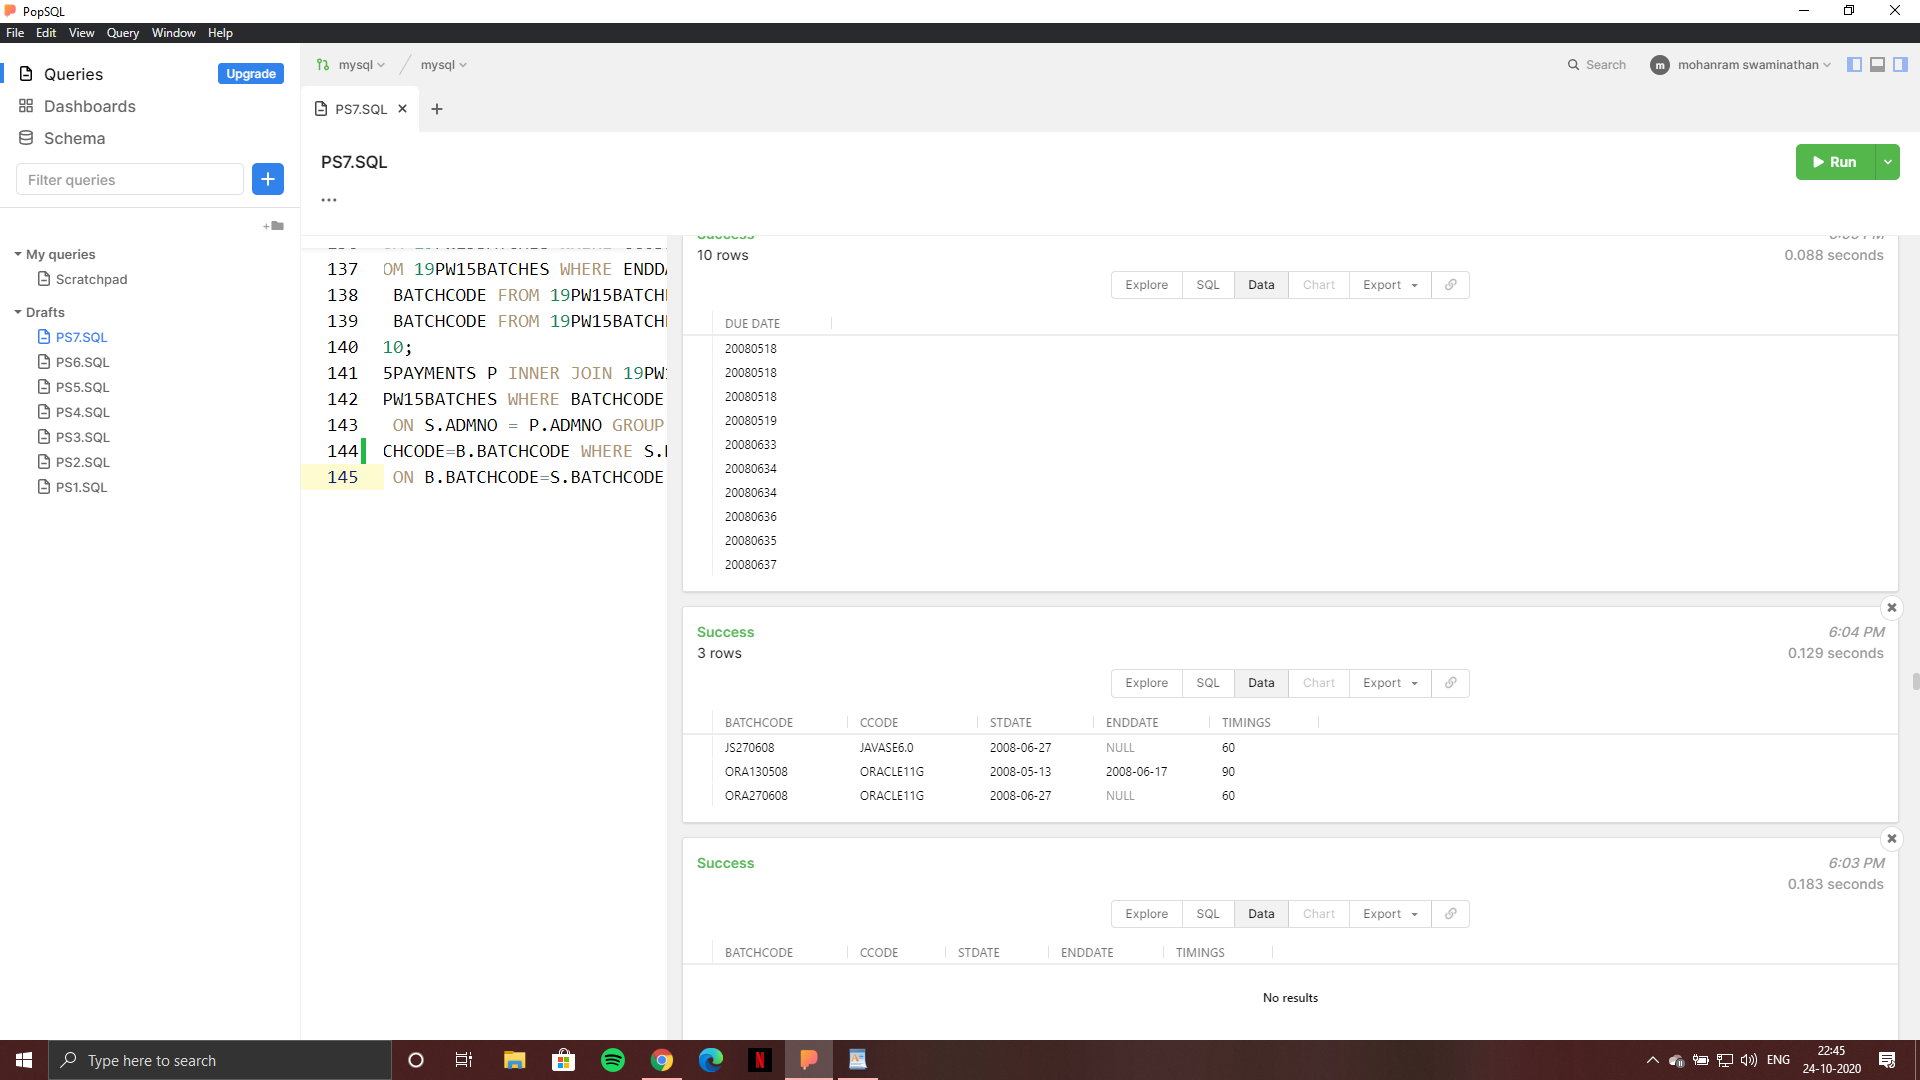 PopSQL
File Edit View Query Window Help
Queries
Upgrade
Dashboards
Schema
Filter queries
My queries
Scratchpad
Drafts
PS7.SQL
PS6.SQL
PS5.SQL
PS4.SQL
PS3.SQL
PS2.SQL
PS1.SQL
mysql mysql
Search
m mohanram swaminathan
PS7.SQL
PS7.SQL
...
Run
137 OM 19PW15BATCHES WHERE ENDDA
138 BATCHCODE FROM 19PW15BATCH
139 BATCHCODE FROM 19PW15BATCH
140 10;
141 5PAYMENTS P INNER JOIN 19PW
142 PW15BATCHES WHERE BATCHCODE
143 ON S.ADMNO = P.ADMNO GROUP
144 CHCODE=B.BATCHCODE WHERE S.
145 ON B.BATCHCODE=S.BATCHCODE
Success
10 rows 0.088 seconds
Explore SQL Data Chart Export
DUE DATE
20080518
20080518
20080518
20080519
20080633
20080634
20080634
20080636
20080635
20080637
Success 6:04 PM
3 rows 0.129 seconds
Explore SQL Data Chart Export
BATCHCODE CCODE STDATE ENDDATE TIMINGS
JS270608 JAVASE6.0 2008-06-27 NULL 60
ORA130508 ORACLE11G 2008-05-13 2008-06-17 90
ORA270608 ORACLE11G 2008-06-27 NULL 60
Success 6:03 PM
0.183 seconds
Explore SQL Data Chart Export
BATCHCODE CCODE STDATE ENDDATE TIMINGS
No results
Type here to search
ENG
22:45
24-10-2020